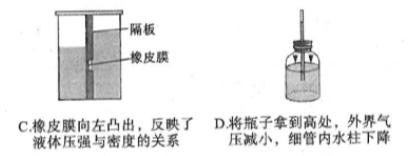 隔板
橡皮膜
C.橡皮膜向左凸出，反映了
液体压强与密度的关系
D.将瓶子拿到高处，外界气
压减小，细管内水柱下降